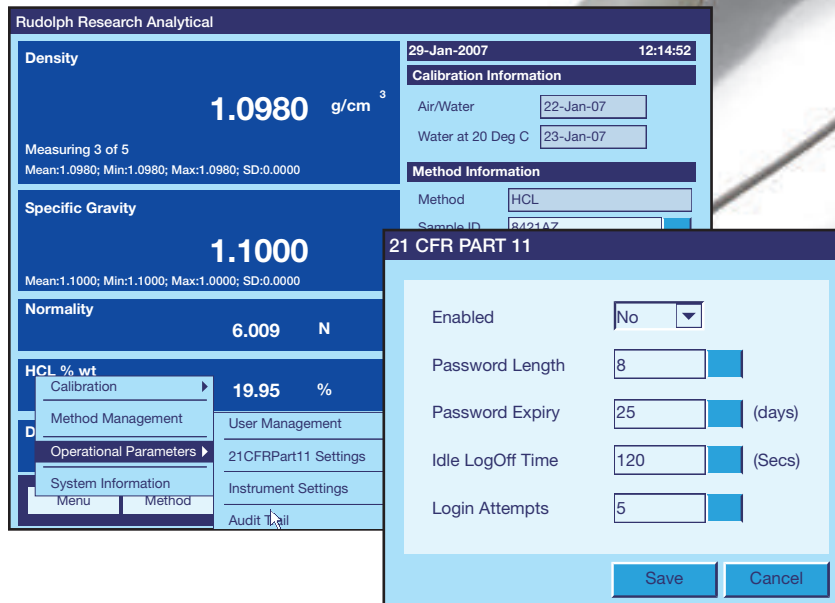 Rudolph Research Analytical
Density
1.0980 g/cm 3
Measuring 3 of 5
Mean:1.0980; Min:1.0980; Max:1.0980; SD:0.0000
Specific Gravity
1.1000
Mean:1.1000; Min:1.1000; Max:1.0000; SD:0.0000
Normality
6.009 N
HCL % wt
19.95 %
D
Menu Method
29-Jan-2007 12:14:52
Calibration Information
Air/Water 22-Jan-07
Water at 20 Deg C 23-Jan-07
Method Information
Method HCL
Sample ID 8421AZ
Calibration
Method Management
Operational Parameters
System Information
User Management
21CFRPart11 Settings
Instrument Settings
Audit Trail
21 CFR PART 11
Enabled No
Password Length 8
Password Expiry 25 (days)
Idle LogOff Time 120 (Secs)
Login Attempts 5
Save Cancel